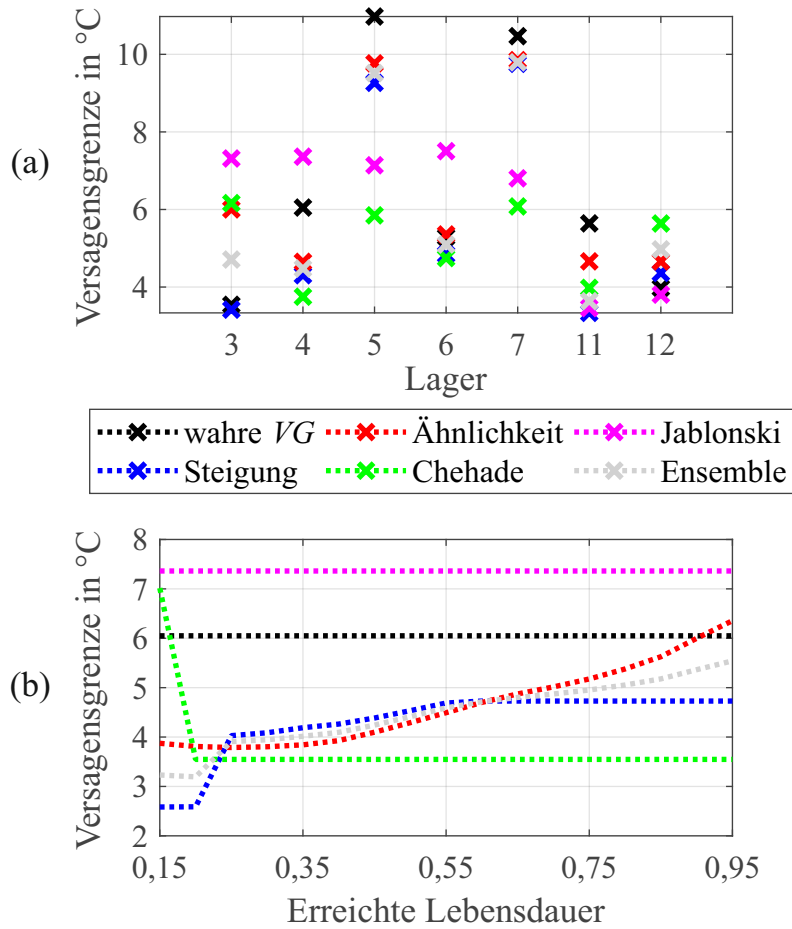 (a)
Versagensgrenze in °C
10
8
6
4
3 4 5 6 7 11 12
Lager
wahre VG Ähnlichkeit Jablonski
Steigung Chehade Ensemble
(b)
Versagensgrenze in °C
8
7
6
5
4
3
2
0,15 0,35 0,55 0,75 0,95
Erreichte Lebensdauer